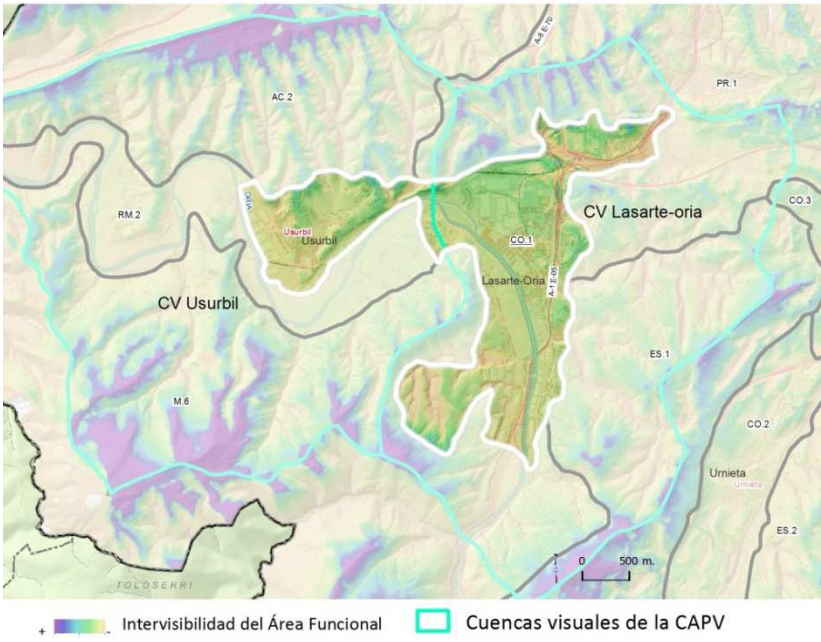 A-8 E-70
PR.1
AC.2
CO.3
ORIA
RM.2
CV Lasarte-oria
Usurbil
Usurbil
CO.1
Lasarte-Oria
A-1 E-05
CV Usurbil
ES.1
M.6
CO.2
Urnieta
Urnieta
ES.2
0 500 m.
TOLOSERRI
+ - Intervisibilidad del Área Funcional
Cuencas visuales de la CAPV